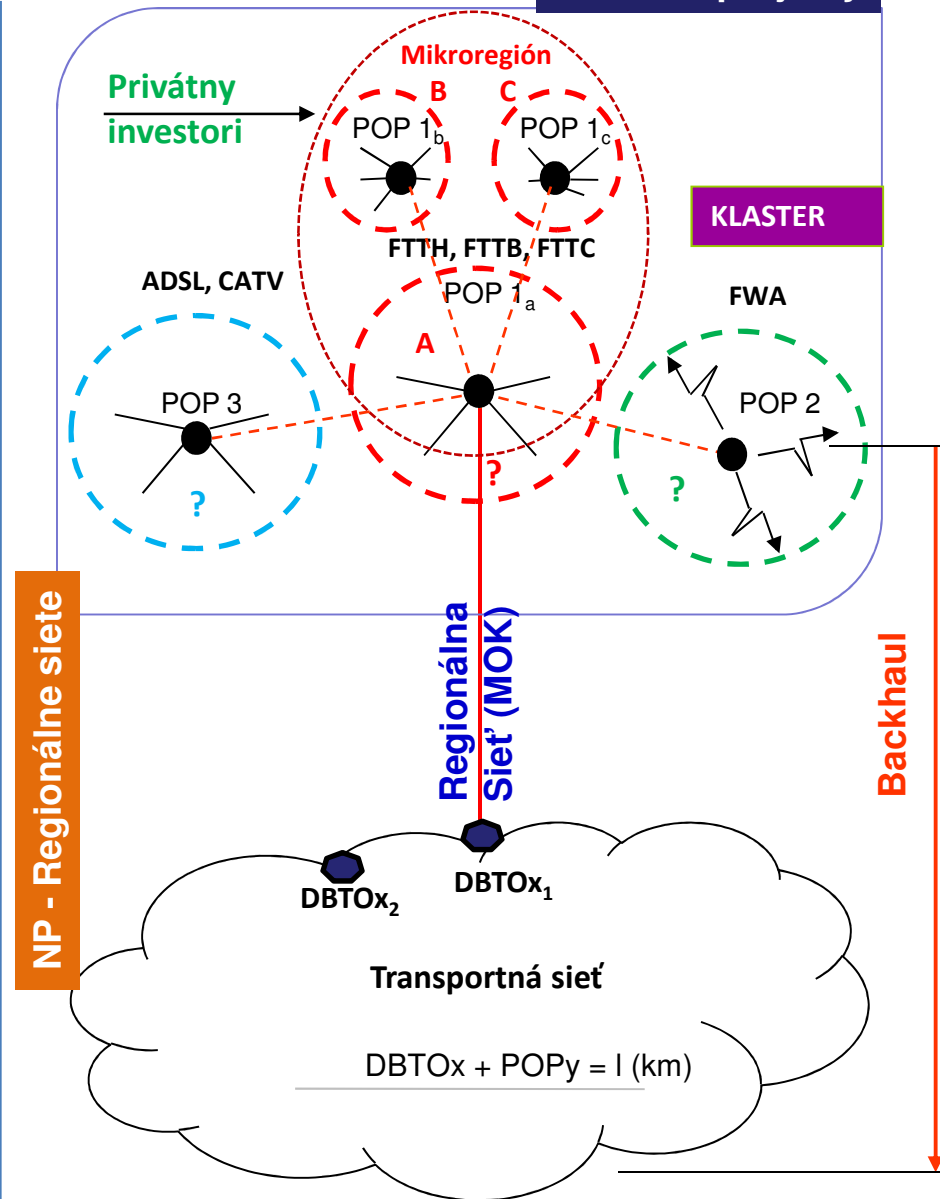 Mikroregión
Privátny
investori
B
C
POP 1b
POP 1c
KLASTER
FTTH, FTTB, FTTC
ADSL, CATV
POP 1a
FWA
A
POP 3
POP 2
?
?
?
NP - Regionálne siete
Regionálna
Sieť (MOK)
Backhaul
DBTOx2
DBTOx1
Transportná sieť
DBTOx + POPy = l (km)